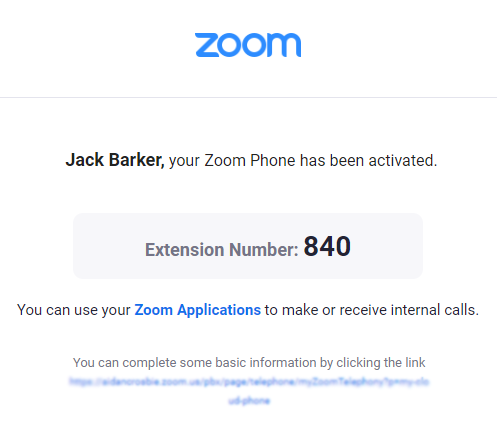 zoom
Jack Barker, your Zoom Phone has been activated.
Extension Number: 840
You can use your Zoom Applications to make or receive internal calls.
You can complete some basic information by clicking the link